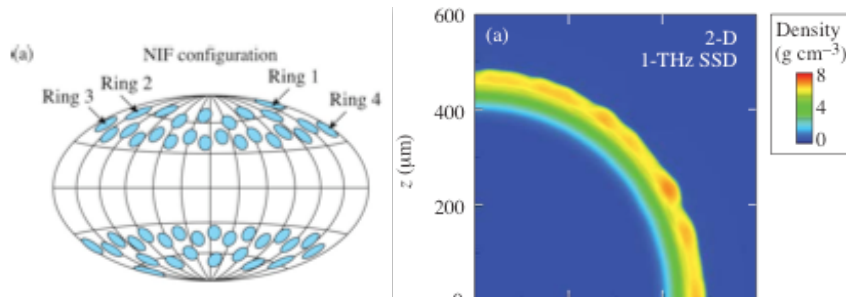 (a)
NIF configuration
Ring 1
Ring 2
Ring 3
Ring 4
600
400
200
0
z (μm)
(a)
2-D
1-THz SSD
Density
(g cm⁻³)
8
4
0